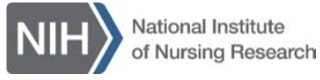 NIH
National Institute
of Nursing Research